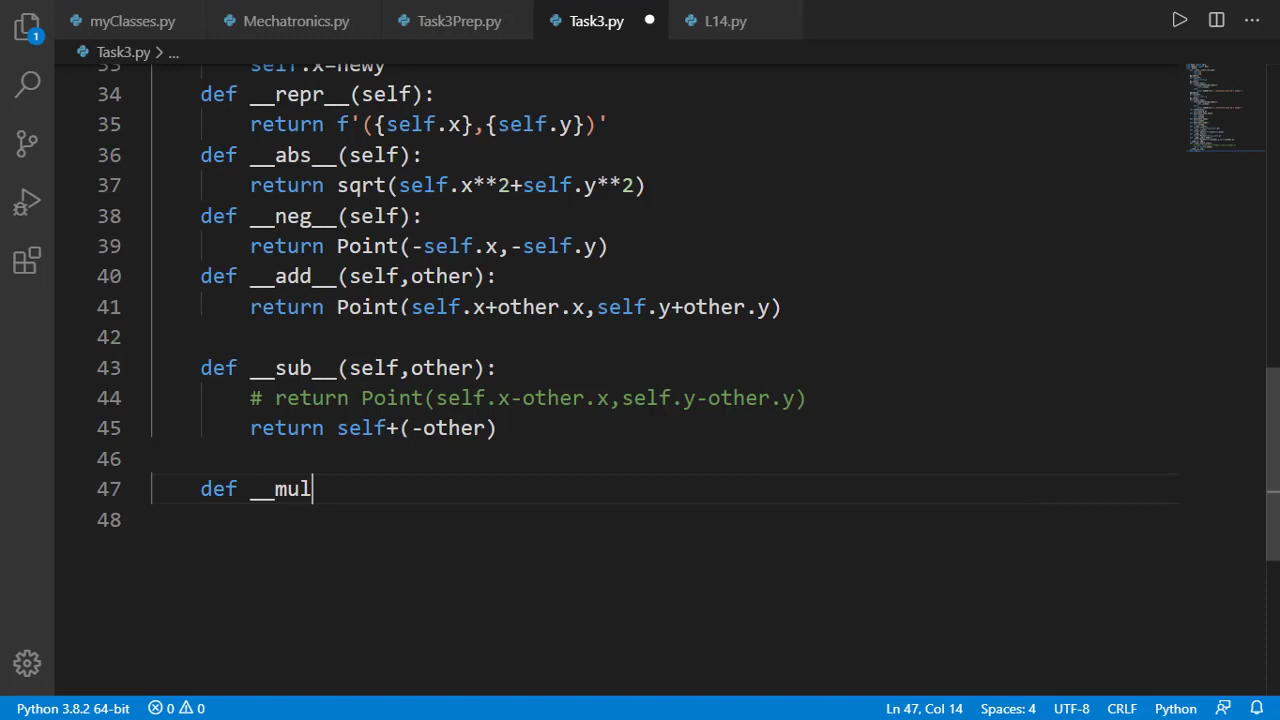 myClasses.py Mechatronics.py Task3Prep.py Task3.py L14.py
Task3.py > ...
33 self.x=newy
34 def __repr__(self):
35 return f'({self.x},{self.y})'
36 def __abs__(self):
37 return sqrt(self.x**2+self.y**2)
38 def __neg__(self):
39 return Point(-self.x,-self.y)
40 def __add__(self,other):
41 return Point(self.x+other.x,self.y+other.y)
42
43 def __sub__(self,other):
44 # return Point(self.x-other.x,self.y-other.y)
45 return self+(-other)
46
47 def __mul
48
1
Python 3.8.2 64-bit 0 0 Ln 47, Col 14 Spaces: 4 UTF-8 CRLF Python